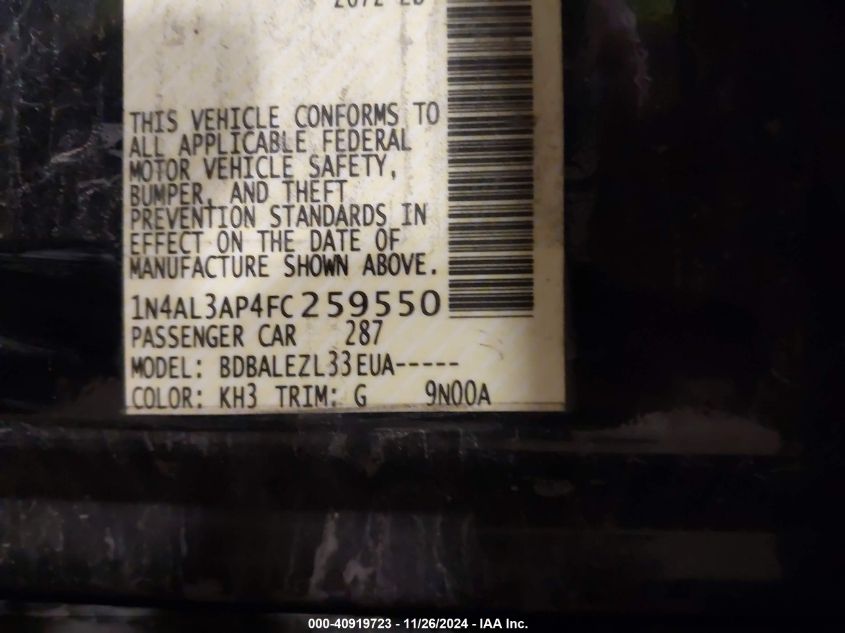 THIS VEHICLE CONFORMS TO
ALL APPLICABLE FEDERAL
MOTOR VEHICLE SAFETY,
BUMPER, AND THEFT
PREVENTION STANDARDS IN
EFFECT ON THE DATE OF
MANUFACTURE SHOWN ABOVE.
1N4AL3AP4FC259550
PASSENGER CAR 287
MODEL: BDBALEZL33EUA-----
COLOR: KH3 TRIM: G 9N00A
000-40919723 - 11/26/2024 - IAA Inc.